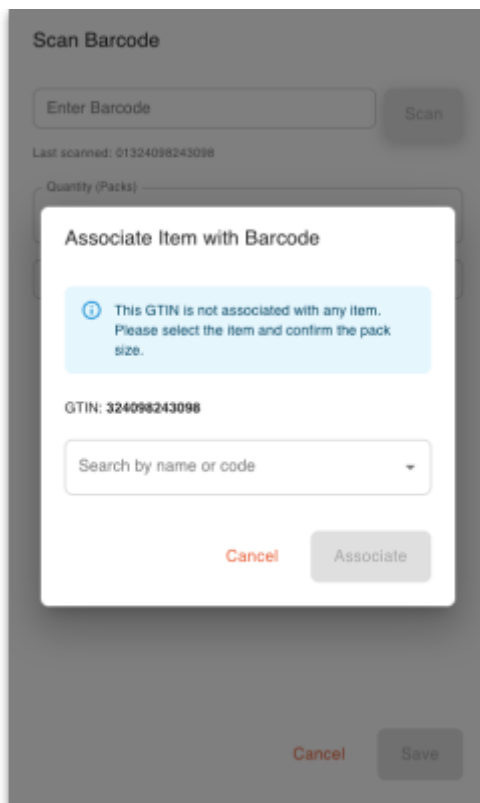 Scan Barcode
Enter Barcode
Scan
Last scanned: 01324098243098
Quantity (Packs)
Associate Item with Barcode
This GTIN is not associated with any item.
Please select the item and confirm the pack
size.
GTIN: 324098243098
Search by name or code
Cancel
Associate
Cancel
Save